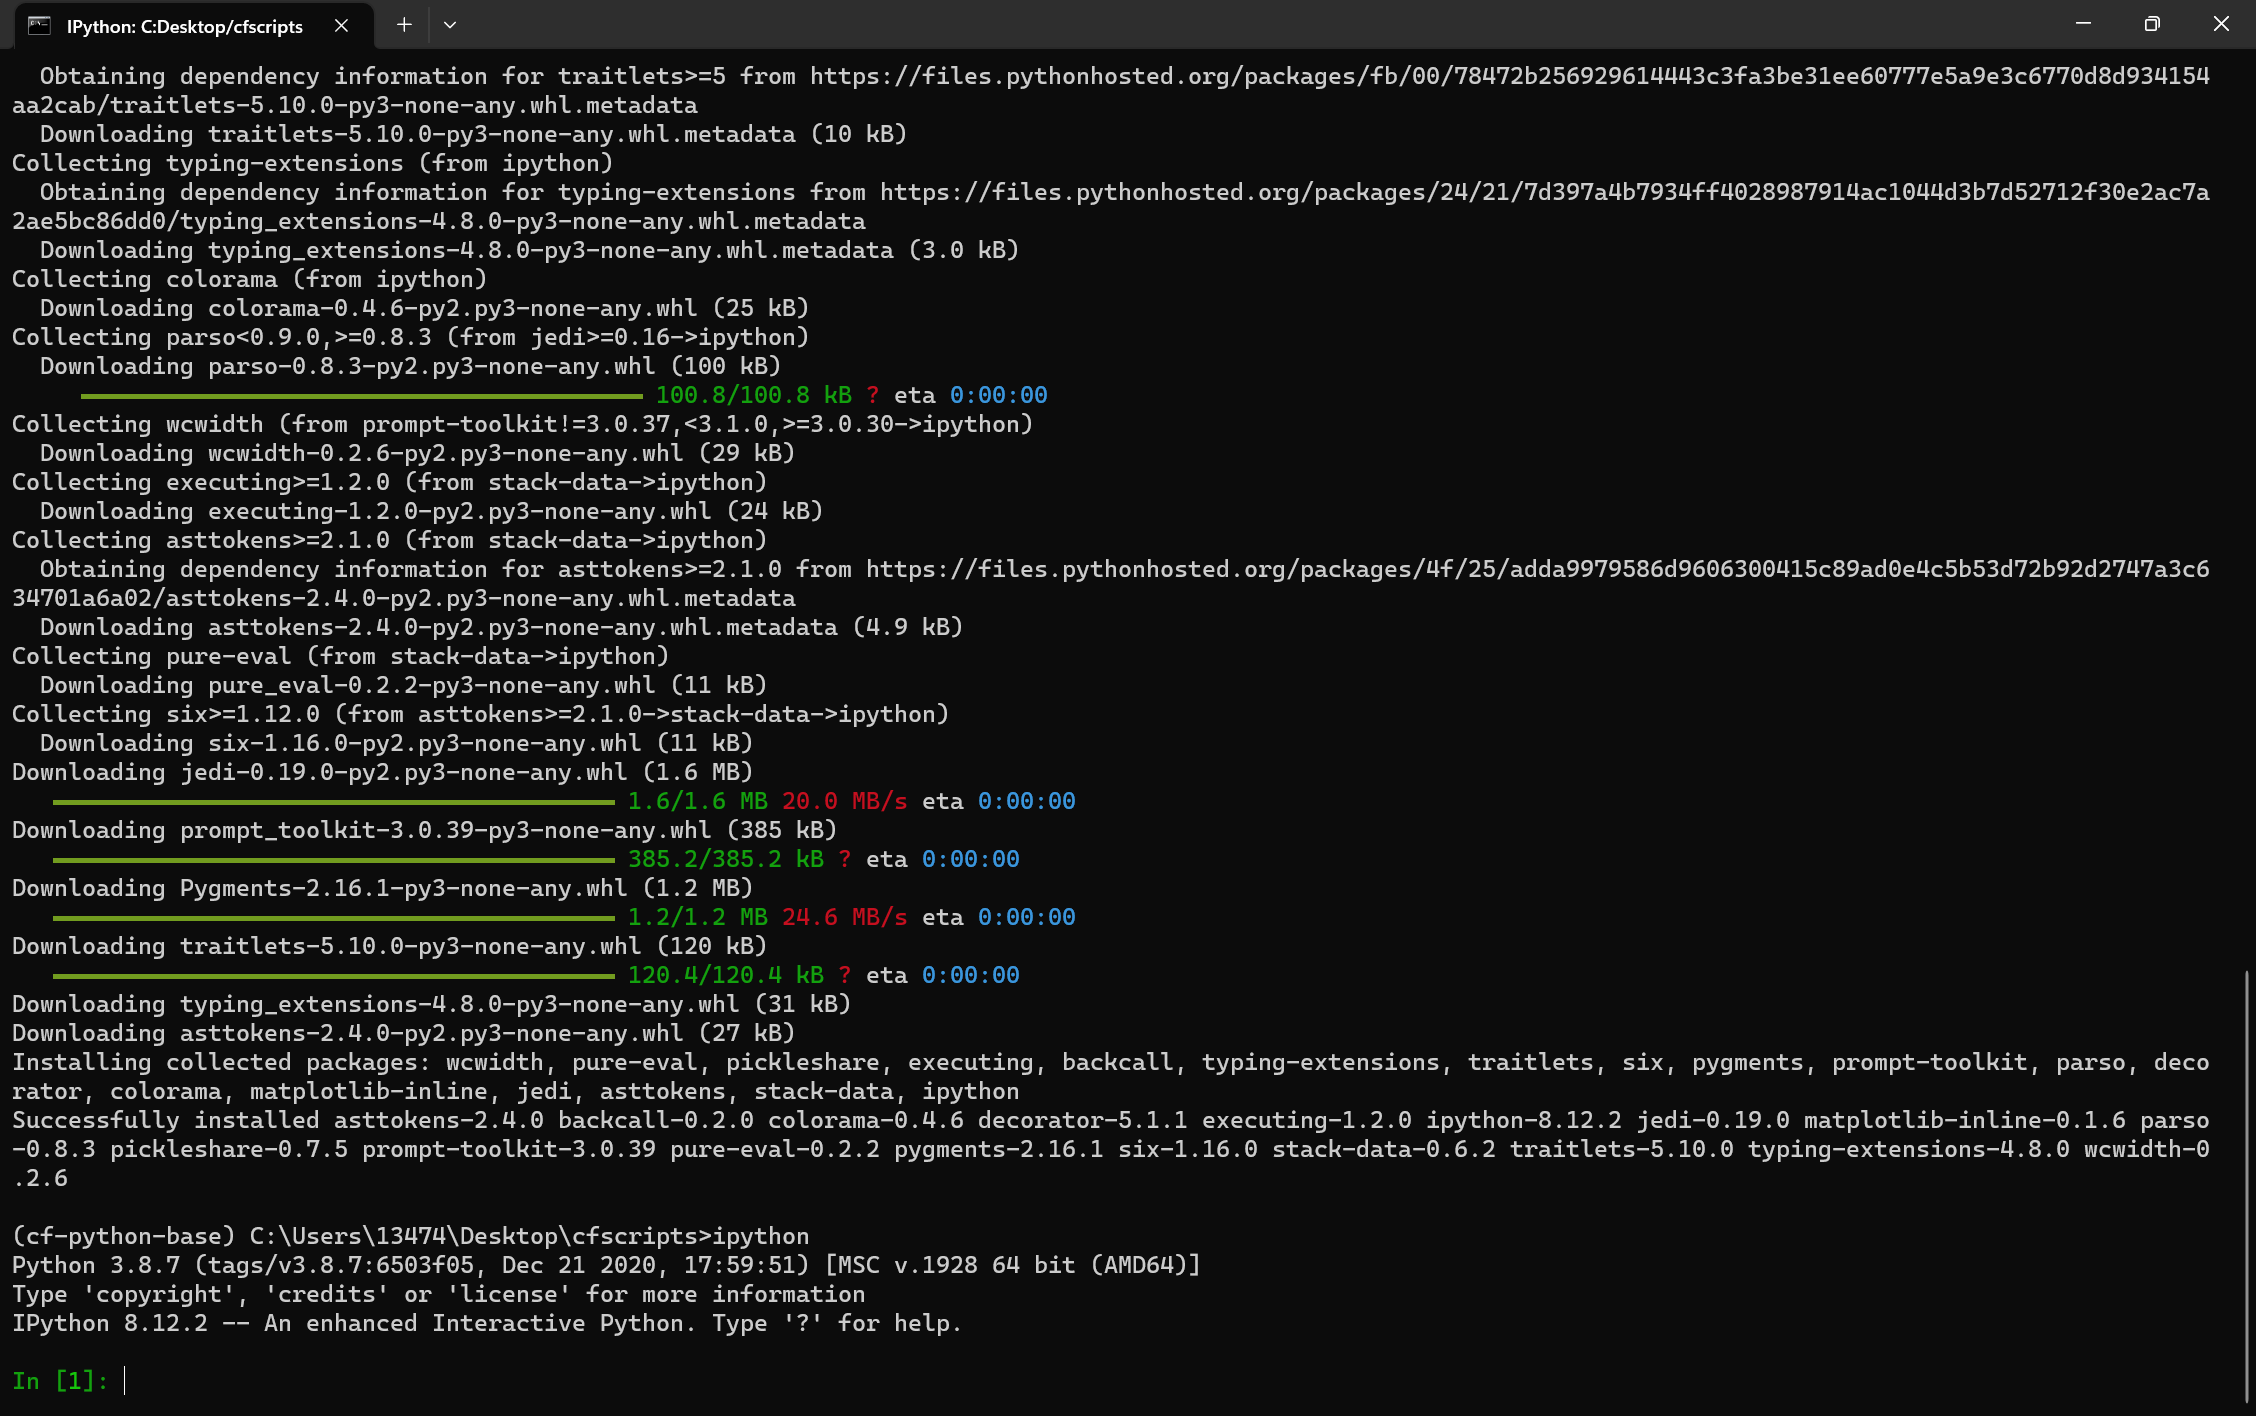 IPython: C:Desktop/cfscripts
  Obtaining dependency information for traitlets>=5 from https://files.pythonhosted.org/packages/fb/00/78472b256929614443c3fa3be31ee60777e5a9e3c6770d8d934154
aa2cab/traitlets-5.10.0-py3-none-any.whl.metadata
  Downloading traitlets-5.10.0-py3-none-any.whl.metadata (10 kB)
Collecting typing-extensions (from ipython)
  Obtaining dependency information for typing-extensions from https://files.pythonhosted.org/packages/24/21/7d397a4b7934ff4028987914ac1044d3b7d52712f30e2ac7a
2ae5bc86dd0/typing_extensions-4.8.0-py3-none-any.whl.metadata
  Downloading typing_extensions-4.8.0-py3-none-any.whl.metadata (3.0 kB)
Collecting colorama (from ipython)
  Downloading colorama-0.4.6-py2.py3-none-any.whl (25 kB)
Collecting parso<0.9.0,>=0.8.3 (from jedi>=0.16->ipython)
  Downloading parso-0.8.3-py2.py3-none-any.whl (100 kB)
100.8/100.8 kB ? eta 0:00:00
Collecting wcwidth (from prompt-toolkit!=3.0.37,<3.1.0,>=3.0.30->ipython)
  Downloading wcwidth-0.2.6-py2.py3-none-any.whl (29 kB)
Collecting executing>=1.2.0 (from stack-data->ipython)
  Downloading executing-1.2.0-py2.py3-none-any.whl (24 kB)
Collecting asttokens>=2.1.0 (from stack-data->ipython)
  Obtaining dependency information for asttokens>=2.1.0 from https://files.pythonhosted.org/packages/4f/25/adda9979586d9606300415c89ad0e4c5b53d72b92d2747a3c6
34701a6a02/asttokens-2.4.0-py2.py3-none-any.whl.metadata
  Downloading asttokens-2.4.0-py2.py3-none-any.whl.metadata (4.9 kB)
Collecting pure-eval (from stack-data->ipython)
  Downloading pure_eval-0.2.2-py3-none-any.whl (11 kB)
Collecting six>=1.12.0 (from asttokens>=2.1.0->stack-data->ipython)
  Downloading six-1.16.0-py2.py3-none-any.whl (11 kB)
Downloading jedi-0.19.0-py2.py3-none-any.whl (1.6 MB)
1.6/1.6 MB 20.0 MB/s eta 0:00:00
Downloading prompt_toolkit-3.0.39-py3-none-any.whl (385 kB)
385.2/385.2 kB ? eta 0:00:00
Downloading Pygments-2.16.1-py3-none-any.whl (1.2 MB)
1.2/1.2 MB 24.6 MB/s eta 0:00:00
Downloading traitlets-5.10.0-py3-none-any.whl (120 kB)
120.4/120.4 kB ? eta 0:00:00
Downloading typing_extensions-4.8.0-py3-none-any.whl (31 kB)
Downloading asttokens-2.4.0-py2.py3-none-any.whl (27 kB)
Installing collected packages: wcwidth, pure-eval, pickleshare, executing, backcall, typing-extensions, traitlets, six, pygments, prompt-toolkit, parso, deco
rator, colorama, matplotlib-inline, jedi, asttokens, stack-data, ipython
Successfully installed asttokens-2.4.0 backcall-0.2.0 colorama-0.4.6 decorator-5.1.1 executing-1.2.0 ipython-8.12.2 jedi-0.19.0 matplotlib-inline-0.1.6 parso
-0.8.3 pickleshare-0.7.5 prompt-toolkit-3.0.39 pure-eval-0.2.2 pygments-2.16.1 six-1.16.0 stack-data-0.6.2 traitlets-5.10.0 typing-extensions-4.8.0 wcwidth-0
.2.6
(cf-python-base) C:\Users\13474\Desktop\cfscripts>ipython
Python 3.8.7 (tags/v3.8.7:6503f05, Dec 21 2020, 17:59:51) [MSC v.1928 64 bit (AMD64)]
Type 'copyright', 'credits' or 'license' for more information
IPython 8.12.2 -- An enhanced Interactive Python. Type '?' for help.
In [1]: